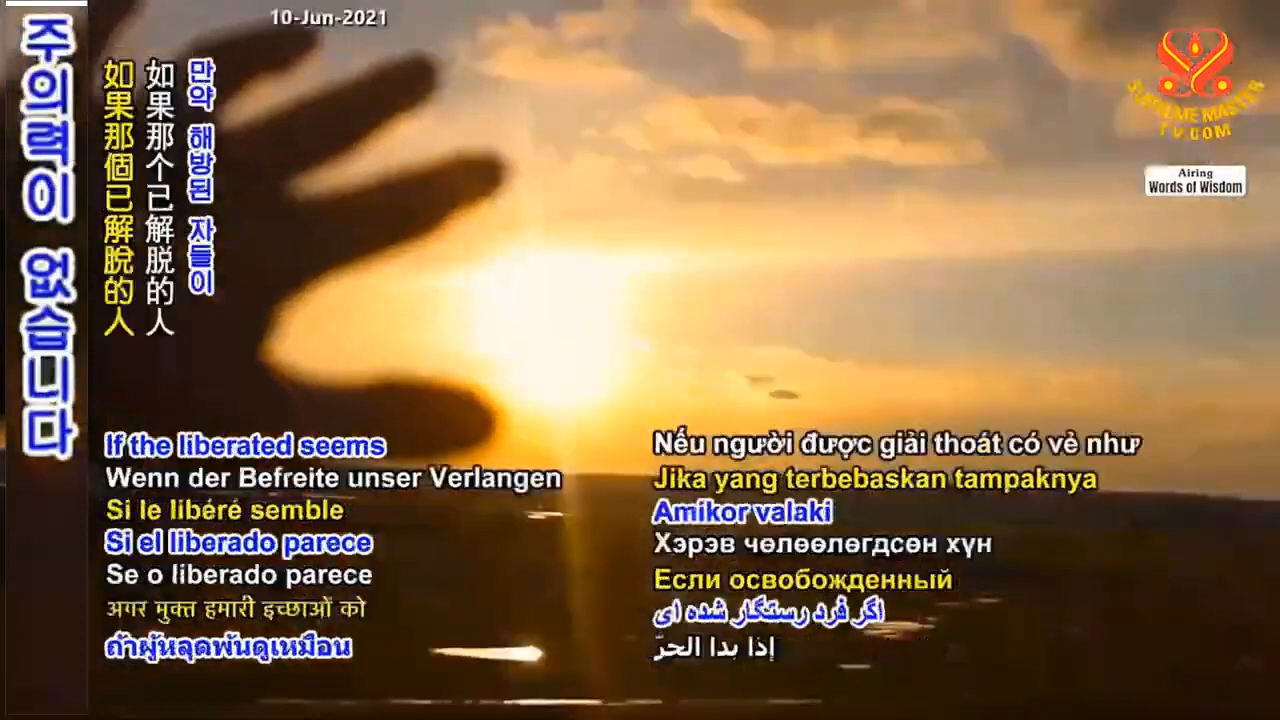 10-Jun-2021
주의력이 없습니다
如果那個已解脫的人
如果那个已解脱的人
만약 해방된 자들이
SUPREME MASTER
TV.COM
Airing
Words of Wisdom
If the liberated seems
Wenn der Befreite unser Verlangen
Si le libéré semble
Si el liberado parece
Se o liberado parece
अगर मुक्त हमारी इच्छाओं को
ถ้าผู้หลุดพ้นดูเหมือน
Nếu người được giải thoát có vẻ như
Jika yang terbebaskan tampaknya
Amikor valaki
Хэрэв чөлөөлөгдсөн хүн
Если освобожденный
اگر فرد رستگار شده ای
إذا بدا الحرّ